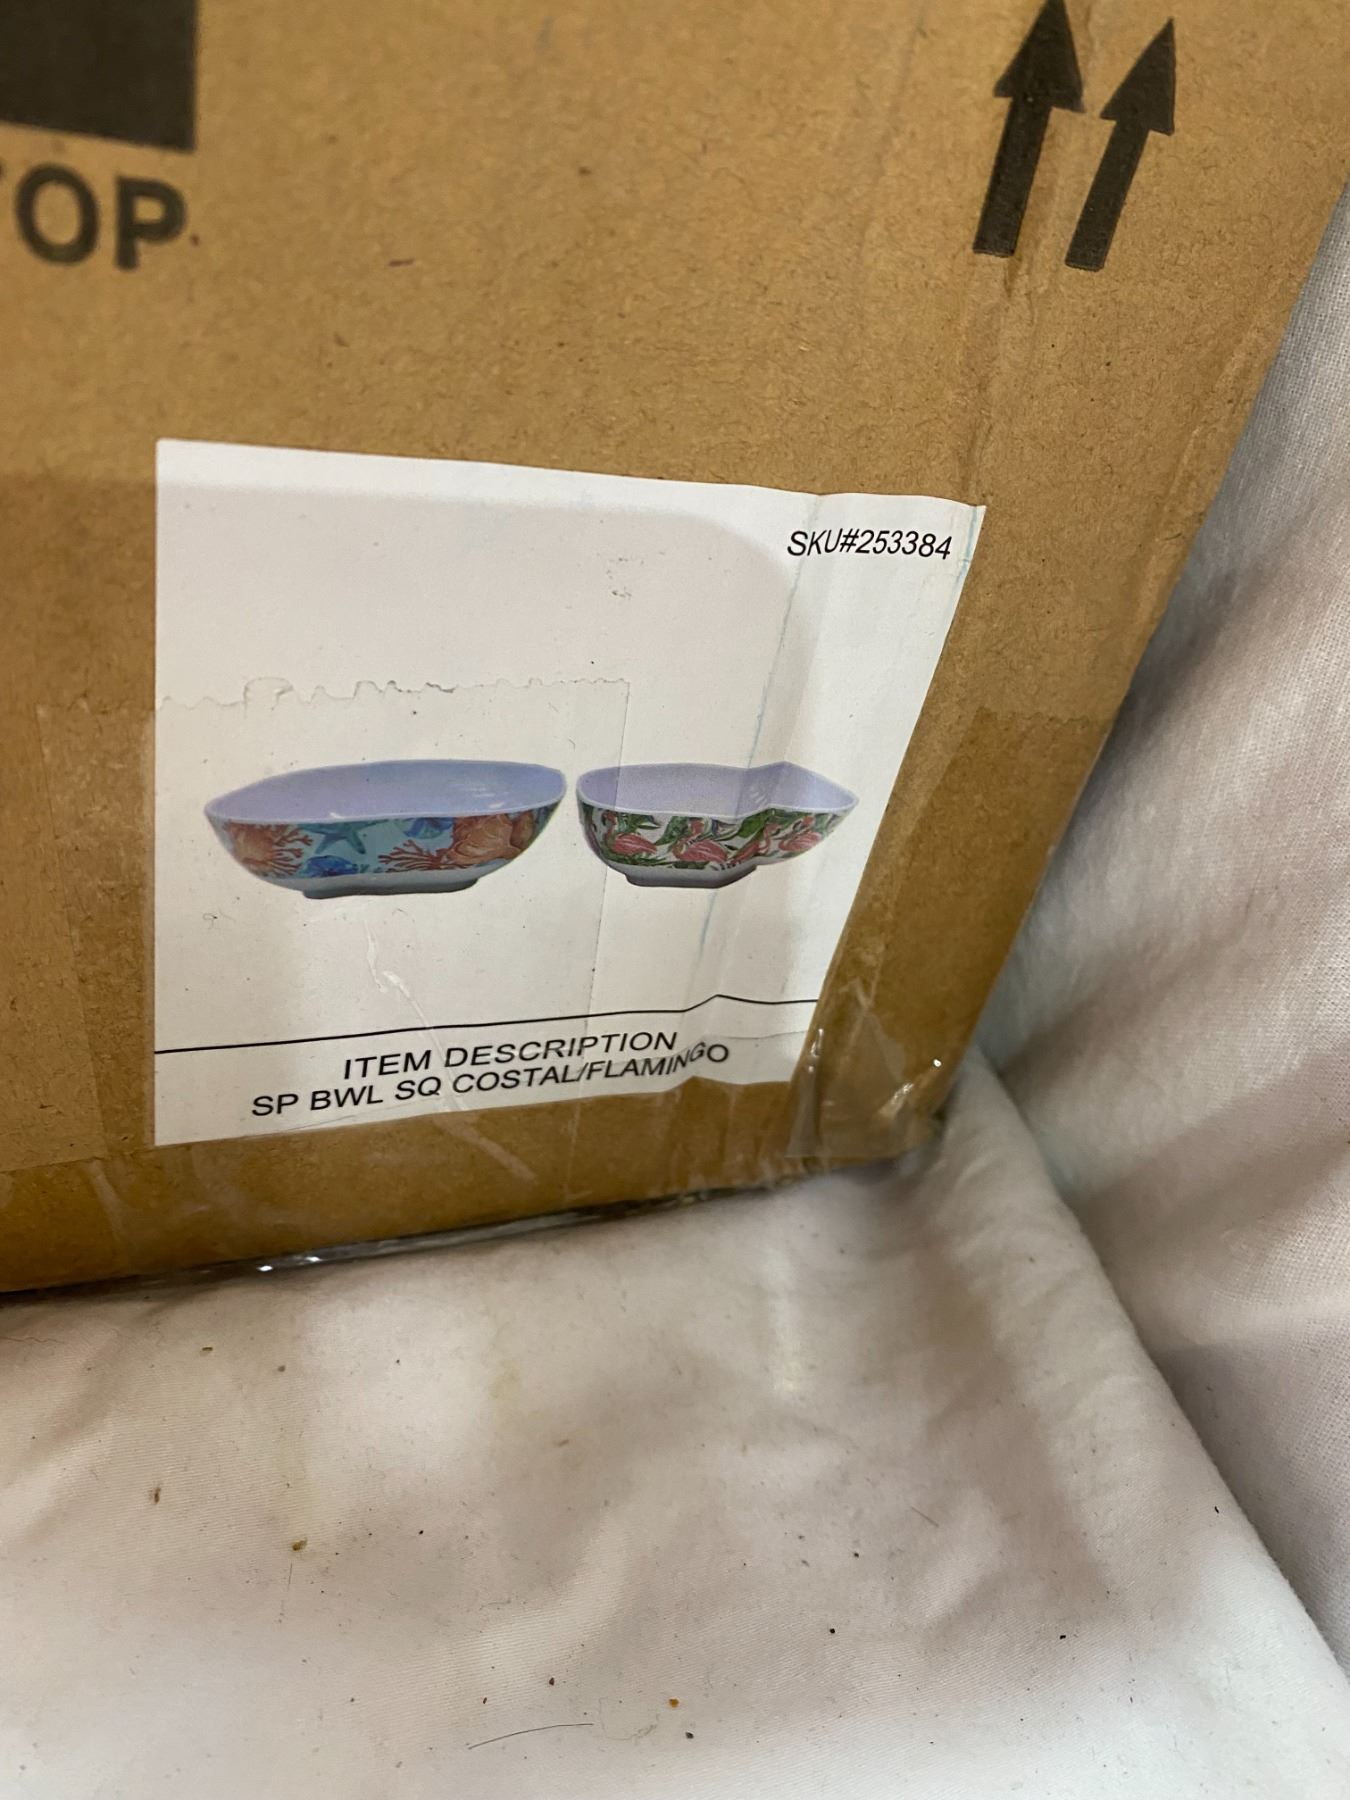 OP
SKU#253384
ITEM DESCRIPTION
SP BWL SQ COSTAL/FLAMINGO